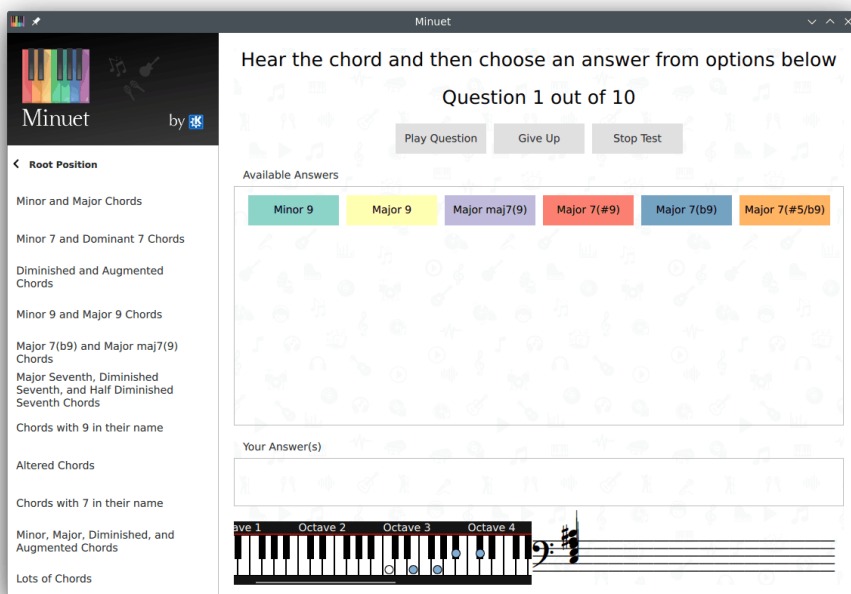 Minuet
Minuet
by
Root Position
Minor and Major Chords
Minor 7 and Dominant 7 Chords
Diminished and Augmented
Chords
Minor 9 and Major 9 Chords
Major 7(b9) and Major maj7(9)
Chords
Major Seventh, Diminished
Seventh, and Half Diminished
Seventh Chords
Chords with 9 in their name
Altered Chords
Chords with 7 in their name
Minor, Major, Diminished, and
Augmented Chords
Lots of Chords
Hear the chord and then choose an answer from options below
Question 1 out of 10
Play Question
Give Up
Stop Test
Available Answers
Minor 9
Major 9
Major maj7(9)
Major 7(#9)
Major 7(b9)
Major 7(#5/b9)
Your Answer(s)
ave 1
Octave 2
Octave 3
Octave 4